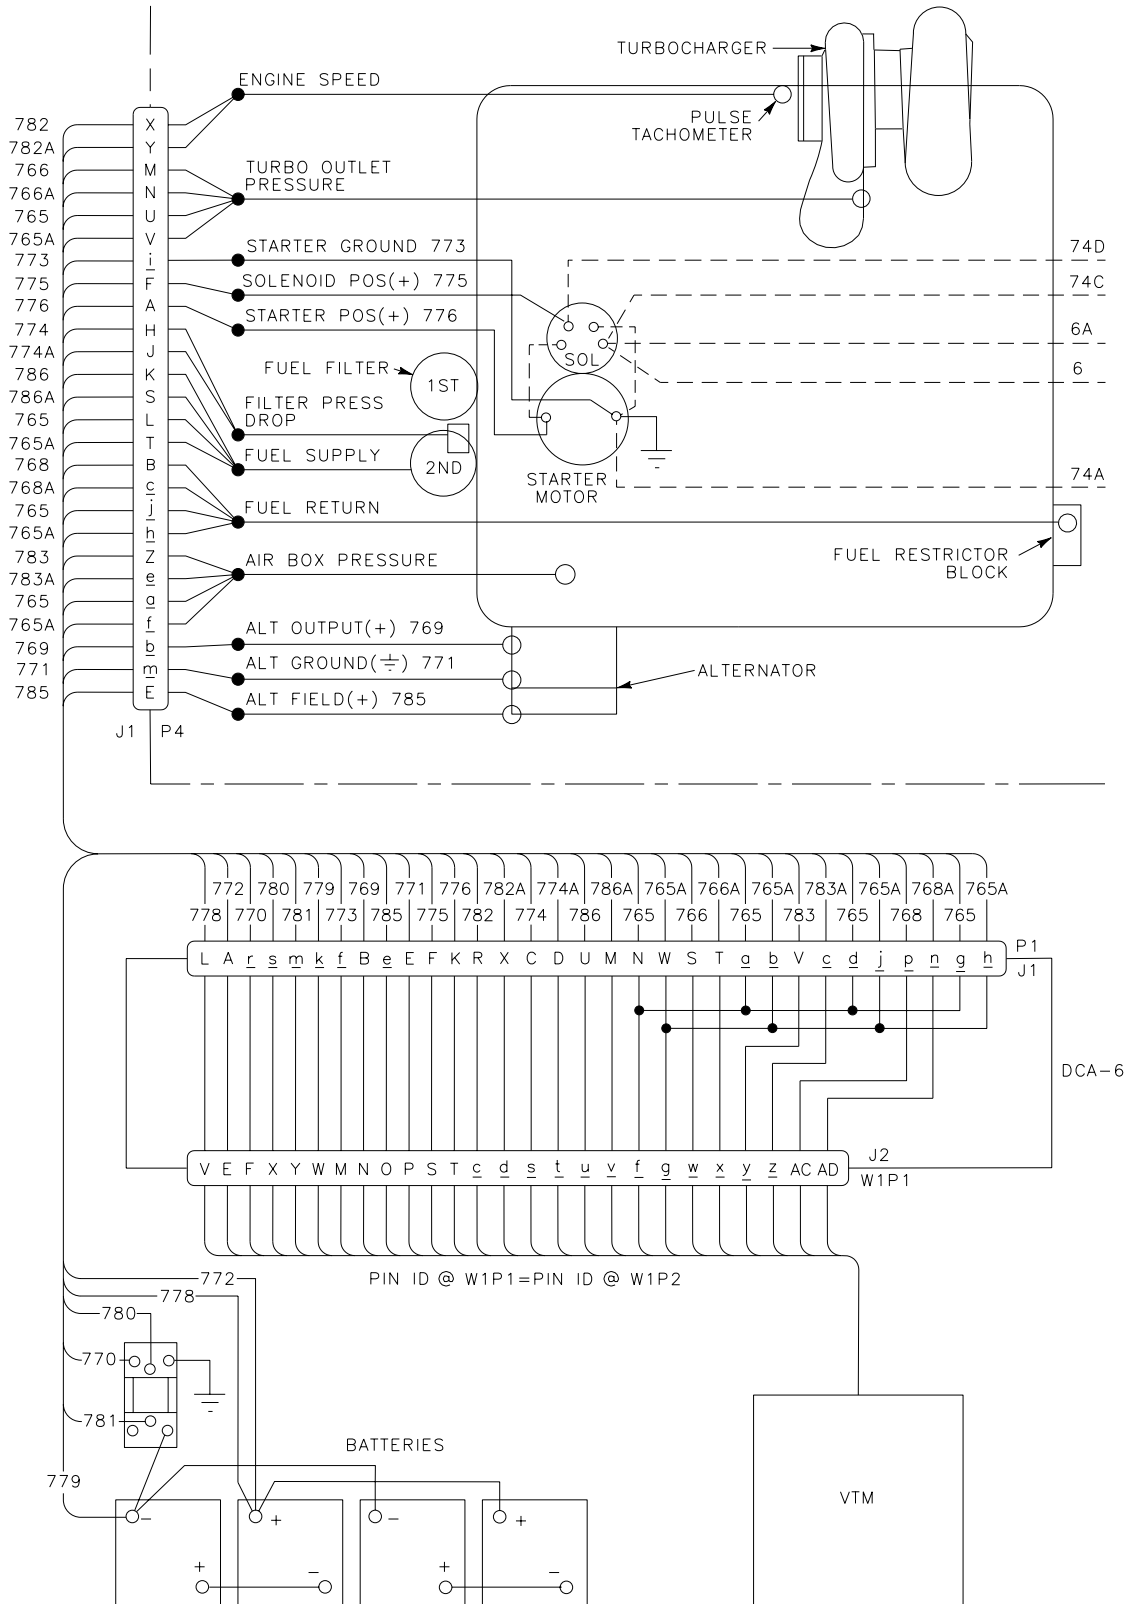 TURBOCHARGER
ENGINE SPEED
PULSE
TACHOMETER
782 X
782A Y
766 M
766A N
765 U
765A V
773 i
775 F
776 A
774 H
774A J
786 K
786A S
765 L
765A T
768 B
768A c
765 j
765A h
783 Z
783A e
765 a
765A f
769 b
771 m
785 E
J1 P4
TURBO OUTLET
PRESSURE
STARTER GROUND 773
SOLENOID POS(+) 775
STARTER POS(+) 776
FUEL FILTER
1ST
FILTER PRESS
DROP
FUEL SUPPLY
2ND
FUEL RETURN
AIR BOX PRESSURE
ALT OUTPUT(+) 769
ALT GROUND(⏚) 771
ALT FIELD(+) 785
SOL
STARTER
MOTOR
74D
74C
6A
6
74A
FUEL RESTRICTOR
BLOCK
ALTERNATOR
772 780 779 769 771 776 782A 774A 786A 765A 766A 765A 783A 765A 768A 765A
778 770 781 773 785 775 782 774 786 765 766 765 783 765 768 765
L A r s m k f B e E F K R X C D U M N W S T a b V c d j p n g h
P1
J1
DCA-6
V E F X Y W M N O P S T c d s t u v f g w x y z AC AD
J2
W1P1
PIN ID @ W1P1=PIN ID @ W1P2
772
778
780
770
781
779
BATTERIES
- + - +
+ - + -
VTM